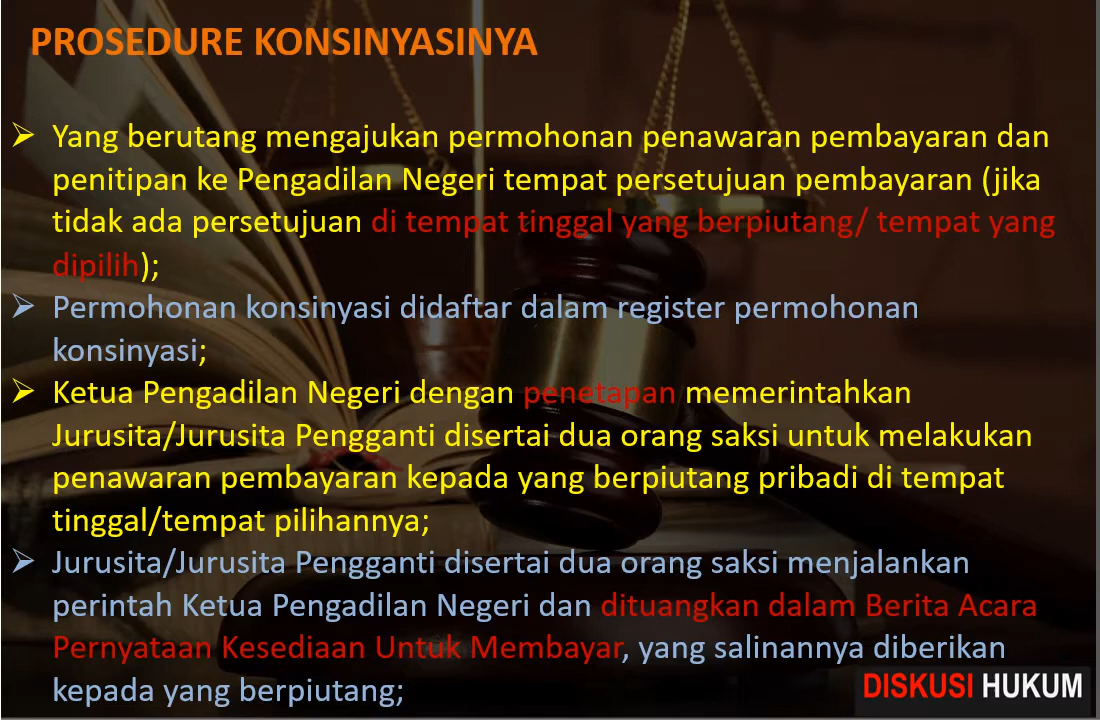 PROSEDURE KONSINYASINYA
➢ Yang berutang mengajukan permohonan penawaran pembayaran dan
penitipan ke Pengadilan Negeri tempat persetujuan pembayaran (jika
tidak ada persetujuan di tempat tinggal yang berpiutang/ tempat yang
dipilih);
➢ Permohonan konsinyasi didaftar dalam register permohonan
konsinyasi;
➢ Ketua Pengadilan Negeri dengan penetapan memerintahkan
Jurusita/Jurusita Pengganti disertai dua orang saksi untuk melakukan
penawaran pembayaran kepada yang berpiutang pribadi di tempat
tinggal/tempat pilihannya;
➢ Jurusita/Jurusita Pengganti disertai dua orang saksi menjalankan
perintah Ketua Pengadilan Negeri dan dituangkan dalam Berita Acara
Pernyataan Kesediaan Untuk Membayar, yang salinannya diberikan
kepada yang berpiutang;
DISKUSI HUKUM